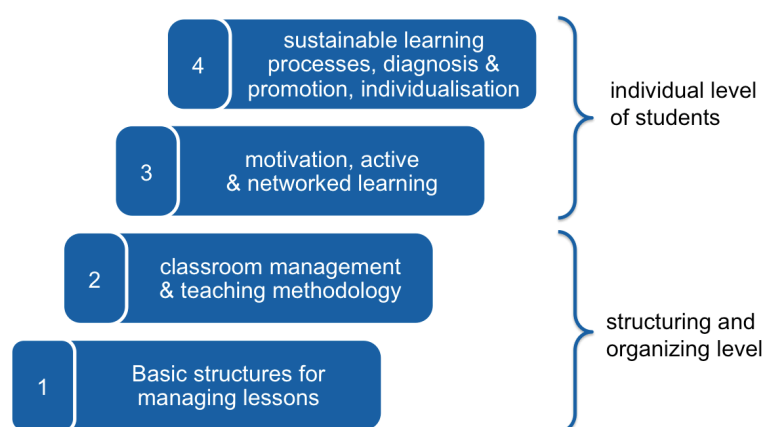 4
sustainable learning
processes, diagnosis &
promotion, individualisation
individual level
of students
3
motivation, active
& networked learning
2
classroom management
& teaching methodology
structuring and
organizing level
1
Basic structures for
managing lessons